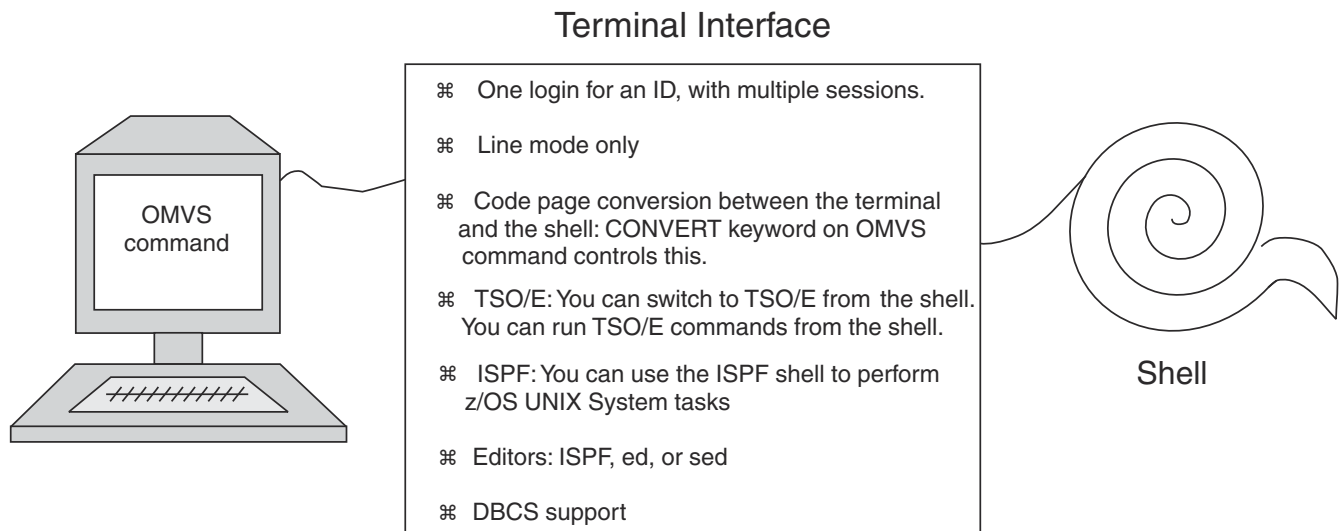 Terminal Interface
OMVS
command
⌘ One login for an ID, with multiple sessions.
⌘ Line mode only
⌘ Code page conversion between the terminal
and the shell: CONVERT keyword on OMVS
command controls this.
⌘ TSO/E: You can switch to TSO/E from the shell.
You can run TSO/E commands from the shell.
⌘ ISPF: You can use the ISPF shell to perform
z/OS UNIX System tasks
⌘ Editors: ISPF, ed, or sed
⌘ DBCS support
Shell